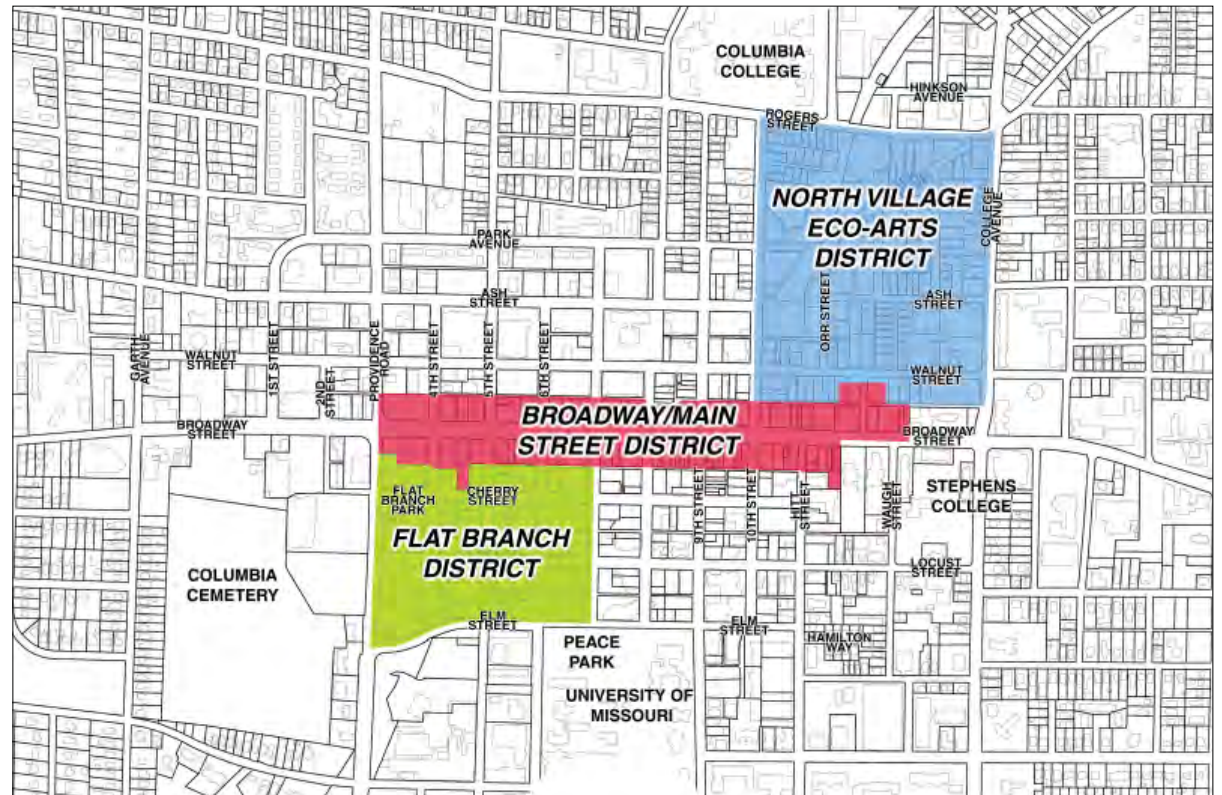 COLUMBIA
COLLEGE
HINKSON
AVENUE
ROGERS
STREET
NORTH VILLAGE
ECO-ARTS
DISTRICT
COLLEGE
AVENUE
PARK
AVENUE
ASH
STREET
ASH
STREET
ORR STREET
GARTH
AVENUE
WALNUT
STREET
1ST STREET
2ND
STREET
PROVIDENCE
ROAD
4TH STREET
5TH STREET
6TH STREET
WALNUT
STREET
BROADWAY
STREET
BROADWAY/MAIN
STREET DISTRICT
BROADWAY
STREET
FLAT
BRANCH
PARK
CHERRY
STREET
9TH STREET
10TH STREET
HITT
STREET
WAUGH
STREET
STEPHENS
COLLEGE
FLAT BRANCH
DISTRICT
COLUMBIA
CEMETERY
LOCUST
STREET
ELM
STREET
ELM
STREET
HAMILTON
WAY
PEACE
PARK
UNIVERSITY OF
MISSOURI